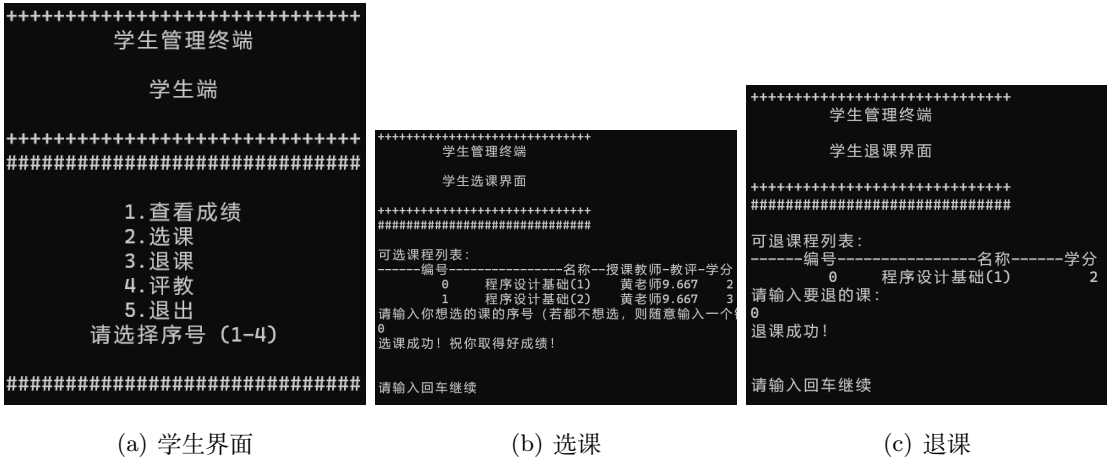 ++++++++++++++++++++++++++++++
学生管理终端
学生端
++++++++++++++++++++++++++++++
##############################
1.查看成绩
2.选课
3.退课
4.评教
5.退出
请选择序号 (1-4)
##############################
(a) 学生界面
++++++++++++++++++++++++++++++
学生管理终端
学生选课界面
++++++++++++++++++++++++++++++
##############################
可选课程列表:
------编号----------------名称--授课教师-教评-学分
0 程序设计基础(1) 黄老师9.667 2
1 程序设计基础(2) 黄老师9.667 3
请输入你想选的课的序号 (若都不想选, 则随意输入一个
0
选课成功! 祝你取得好成绩!
请输入回车继续
(b) 选课
++++++++++++++++++++++++++++++
学生管理终端
学生退课界面
++++++++++++++++++++++++++++++
##############################
可退课程列表:
------编号----------------名称------学分
0 程序设计基础(1) 2
请输入要退的课:
0
退课成功!
请输入回车继续
(c) 退课